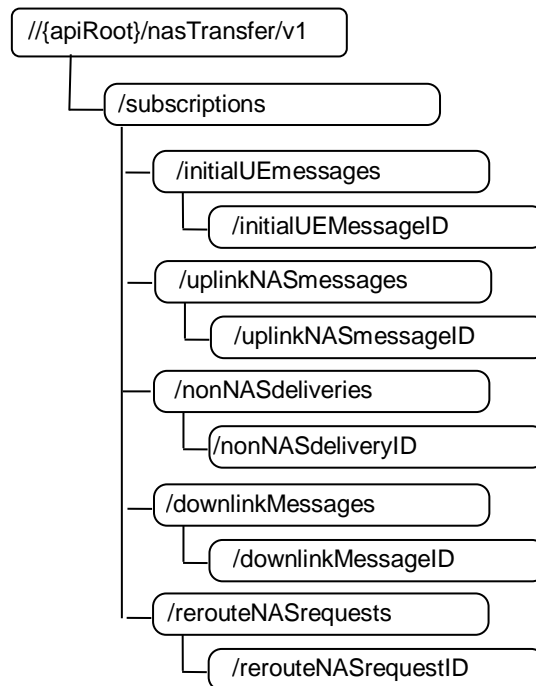 //{apiRoot}/nasTransfer/v1
/subscriptions
/initialUEmessages
/initialUEMessageID
/uplinkNASmessages
/uplinkNASmessageID
/nonNASdeliveries
/nonNASdeliveryID
/downlinkMessages
/downlinkMessageID
/rerouteNASrequests
/rerouteNASrequestID